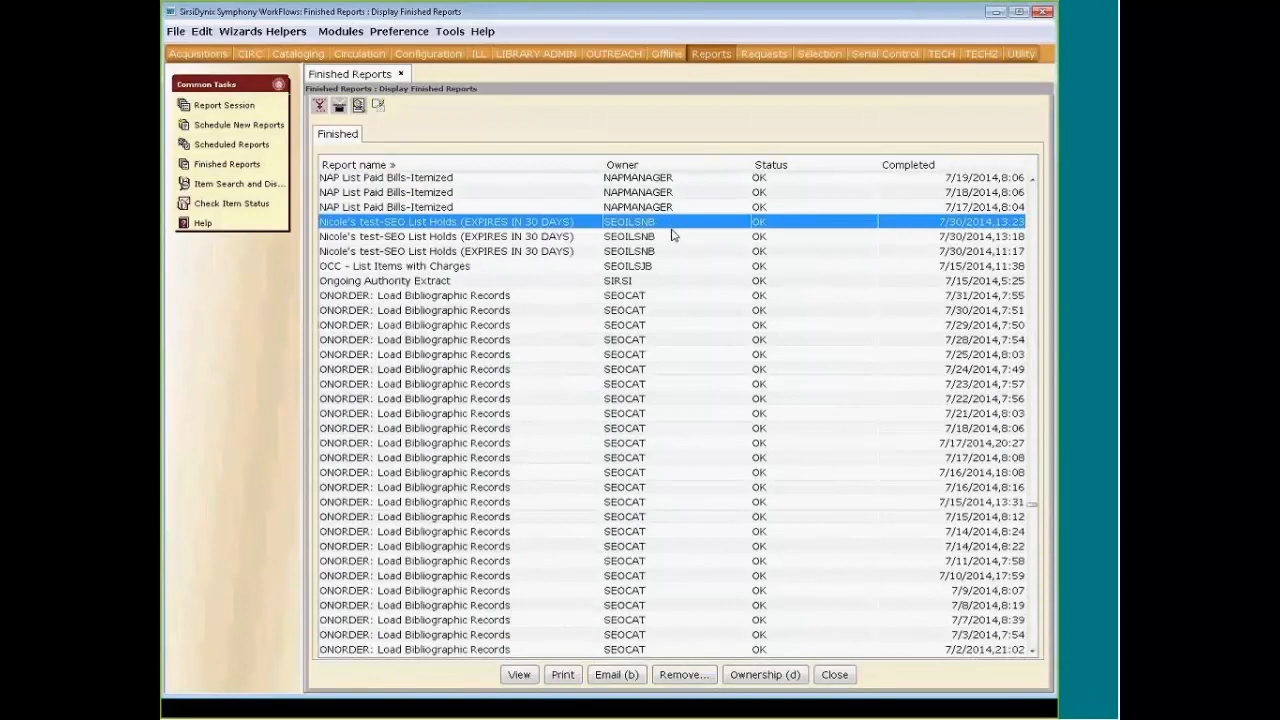 SirsiDynix Symphony WorkFlows: Finished Reports : Display Finished Reports
File Edit Wizards Helpers Modules Preference Tools Help
Acquisitions CIRC Cataloging Circulation Configuration ILL LIBRARY ADMIN OUTREACH Offline Reports Requests Selection Serial Control TECH TECH2 Utility
Common Tasks
Report Session
Schedule New Reports
Scheduled Reports
Finished Reports
Item Search and Dis...
Check Item Status
Help
Finished Reports ×
Finished Reports : Display Finished Reports
Finished
Report name » Owner Status Completed
NAP List Paid Bills-Itemized NAPMANAGER OK 7/19/2014,8:06
NAP List Paid Bills-Itemized NAPMANAGER OK 7/18/2014,8:06
NAP List Paid Bills-Itemized NAPMANAGER OK 7/17/2014,8:04
Nicole's test-SEO List Holds (EXPIRES IN 30 DAYS) SEOILSNB OK 7/30/2014,13:23
Nicole's test-SEO List Holds (EXPIRES IN 30 DAYS) SEOILSNB OK 7/30/2014,13:18
Nicole's test-SEO List Holds (EXPIRES IN 30 DAYS) SEOILSNB OK 7/30/2014,11:17
OCC - List Items with Charges SEOILSJB OK 7/15/2014,11:38
Ongoing Authority Extract SIRSI OK 7/15/2014,5:25
ONORDER: Load Bibliographic Records SEOCAT OK 7/31/2014,7:55
ONORDER: Load Bibliographic Records SEOCAT OK 7/30/2014,7:51
ONORDER: Load Bibliographic Records SEOCAT OK 7/29/2014,7:50
ONORDER: Load Bibliographic Records SEOCAT OK 7/28/2014,7:54
ONORDER: Load Bibliographic Records SEOCAT OK 7/25/2014,8:03
ONORDER: Load Bibliographic Records SEOCAT OK 7/24/2014,7:49
ONORDER: Load Bibliographic Records SEOCAT OK 7/23/2014,7:57
ONORDER: Load Bibliographic Records SEOCAT OK 7/22/2014,7:56
ONORDER: Load Bibliographic Records SEOCAT OK 7/21/2014,8:03
ONORDER: Load Bibliographic Records SEOCAT OK 7/18/2014,8:06
ONORDER: Load Bibliographic Records SEOCAT OK 7/17/2014,20:27
ONORDER: Load Bibliographic Records SEOCAT OK 7/17/2014,8:08
ONORDER: Load Bibliographic Records SEOCAT OK 7/16/2014,18:08
ONORDER: Load Bibliographic Records SEOCAT OK 7/16/2014,8:16
ONORDER: Load Bibliographic Records SEOCAT OK 7/15/2014,13:31
ONORDER: Load Bibliographic Records SEOCAT OK 7/15/2014,8:12
ONORDER: Load Bibliographic Records SEOCAT OK 7/14/2014,8:24
ONORDER: Load Bibliographic Records SEOCAT OK 7/14/2014,8:22
ONORDER: Load Bibliographic Records SEOCAT OK 7/11/2014,7:58
ONORDER: Load Bibliographic Records SEOCAT OK 7/10/2014,17:59
ONORDER: Load Bibliographic Records SEOCAT OK 7/9/2014,8:07
ONORDER: Load Bibliographic Records SEOCAT OK 7/8/2014,8:19
ONORDER: Load Bibliographic Records SEOCAT OK 7/7/2014,8:39
ONORDER: Load Bibliographic Records SEOCAT OK 7/3/2014,7:54
ONORDER: Load Bibliographic Records SEOCAT OK 7/2/2014,21:02
View Print Email (b) Remove... Ownership (d) Close